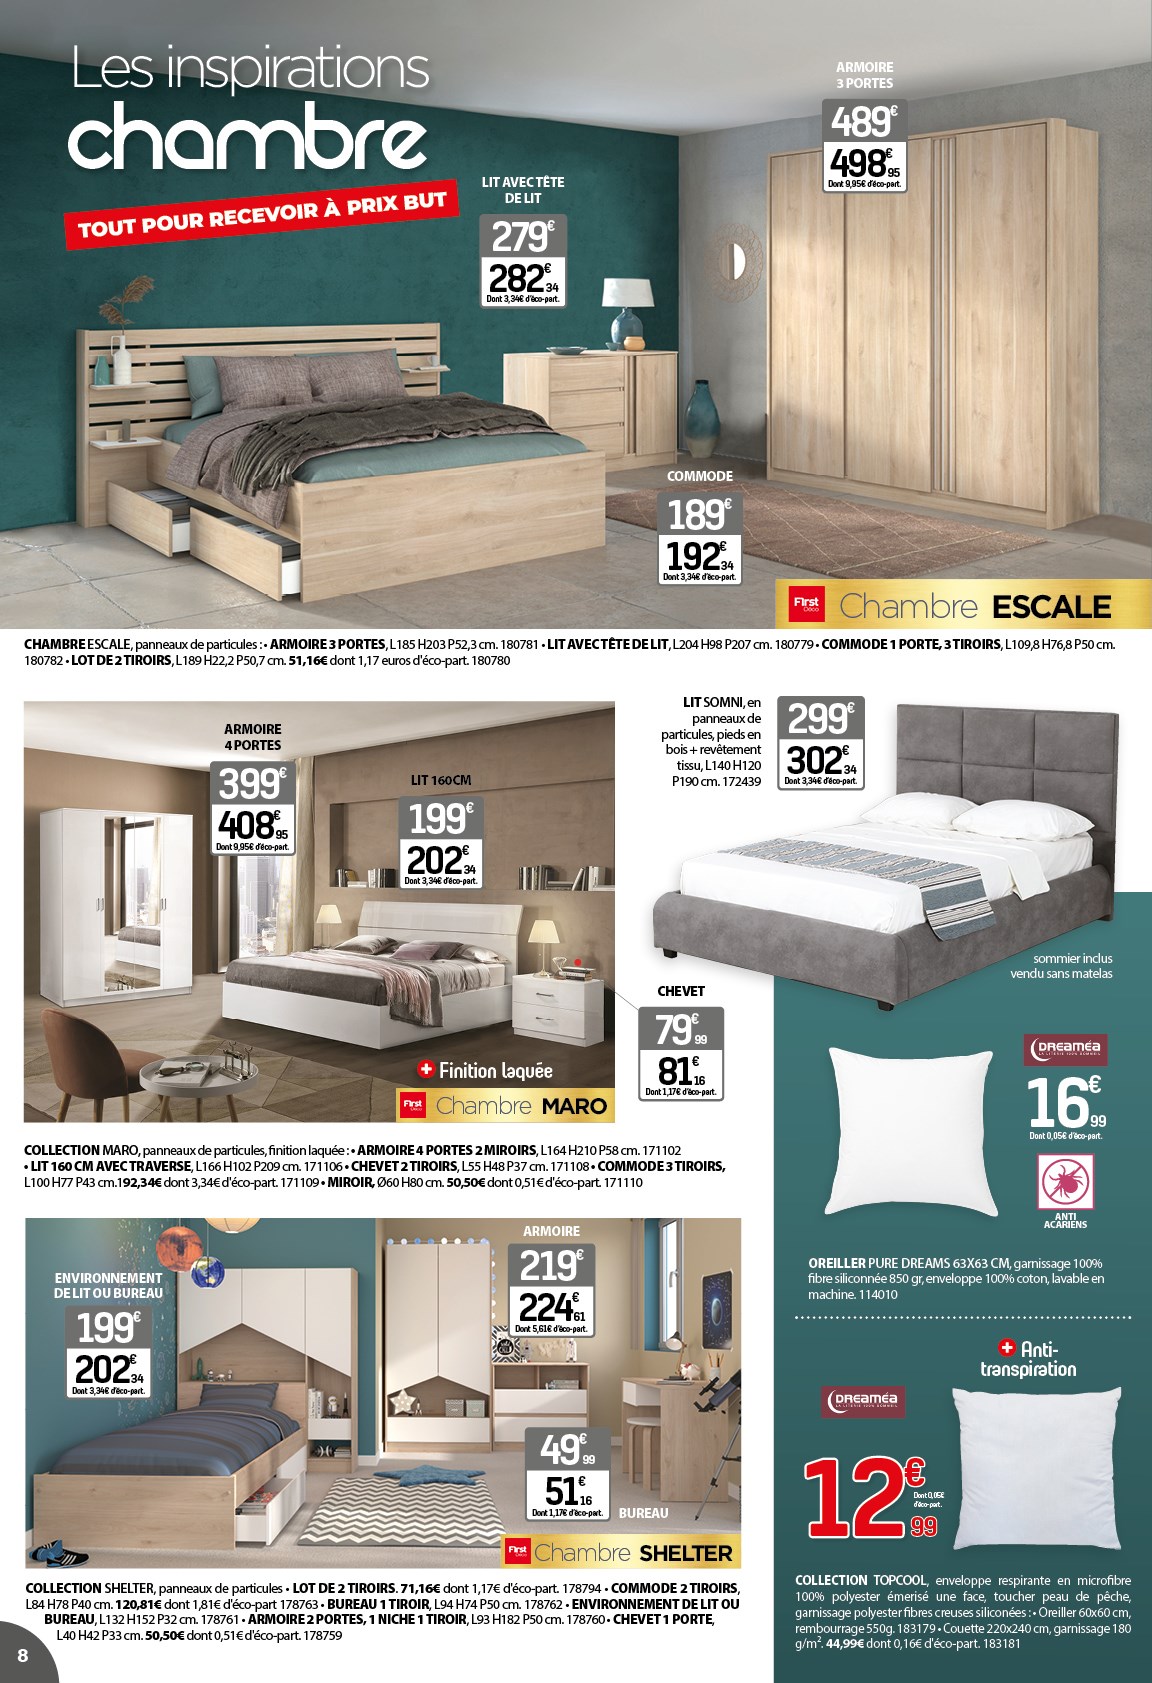 Les inspirations
chambre
TOUT POUR RECEVOIR À PRIX BUT
LIT AVEC TÊTE
DE LIT
279€
282€34
Dont 3,34€ d'éco-part.
ARMOIRE
3 PORTES
489€
498€95
Dont 9,95€ d'éco-part.
COMMODE
189€
192€34
Dont 3,34€ d'éco-part.
First
Déco
Chambre ESCALE
CHAMBRE ESCALE, panneaux de particules : • ARMOIRE 3 PORTES, L185 H203 P52,3 cm. 180781 • LIT AVEC TÊTE DE LIT, L204 H98 P207 cm. 180779 • COMMODE 1 PORTE, 3 TIROIRS, L109,8 H76,8 P50 cm.
180782 • LOT DE 2 TIROIRS, L189 H22,2 P50,7 cm. 51,16€ dont 1,17 euros d'éco-part. 180780
ARMOIRE
4 PORTES
399€
408€95
Dont 9,95€ d'éco-part.
LIT 160CM
199€
202€34
Dont 3,34€ d'éco-part.
CHEVET
79€99
81€16
Dont 1,17€ d'éco-part.
+ Finition laquée
First
Déco
Chambre MARO
LIT SOMNI, en
panneaux de
particules, pieds en
bois + revêtement
tissu, L140 H120
P190 cm. 172439
299€
302€34
Dont 3,34€ d'éco-part.
sommier inclus
vendu sans matelas
COLLECTION MARO, panneaux de particules, finition laquée : • ARMOIRE 4 PORTES 2 MIROIRS, L164 H210 P58 cm. 171102
• LIT 160 CM AVEC TRAVERSE, L166 H102 P209 cm. 171106 • CHEVET 2 TIROIRS, L55 H48 P37 cm. 171108 • COMMODE 3 TIROIRS,
L100 H77 P43 cm.192,34€ dont 3,34€ d'éco-part. 171109 • MIROIR, Ø60 H80 cm. 50,50€ dont 0,51€ d'éco-part. 171110
DREAMÉA
LA LITERIE 100% SOMMEIL
16€99
Dont 0,05€ d'éco-part.
ANTI
ACARIENS
OREILLER PURE DREAMS 63X63 CM, garnissage 100%
fibre siliconnée 850 gr, enveloppe 100% coton, lavable en
machine. 114010
ENVIRONNEMENT
DE LIT OU BUREAU
199€
202€34
Dont 3,34€ d'éco-part.
ARMOIRE
219€
224€61
Dont 5,61€ d'éco-part.
49€99
51€16
Dont 1,17€ d'éco-part.
BUREAU
First
Déco
Chambre SHELTER
COLLECTION SHELTER, panneaux de particules • LOT DE 2 TIROIRS. 71,16€ dont 1,17€ d'éco-part. 178794 • COMMODE 2 TIROIRS,
L84 H78 P40 cm. 120,81€ dont 1,81€ d'éco-part 178763 • BUREAU 1 TIROIR, L94 H74 P50 cm. 178762 • ENVIRONNEMENT DE LIT OU
BUREAU, L132 H152 P32 cm. 178761 • ARMOIRE 2 PORTES, 1 NICHE 1 TIROIR, L93 H182 P50 cm. 178760 • CHEVET 1 PORTE,
L40 H42 P33 cm. 50,50€ dont 0,51€ d'éco-part. 178759
+ Anti-
transpiration
DREAMÉA
LA LITERIE 100% SOMMEIL
12€99
Dont 0,05€
d'éco-part.
COLLECTION TOPCOOL, enveloppe respirante en microfibre
100% polyester émerisé une face, toucher peau de pêche,
garnissage polyester fibres creuses siliconées : • Oreiller 60x60 cm,
rembourrage 550g. 183179 • Couette 220x240 cm, garnissage 180
g/m². 44,99€ dont 0,16€ d'éco-part. 183181
8